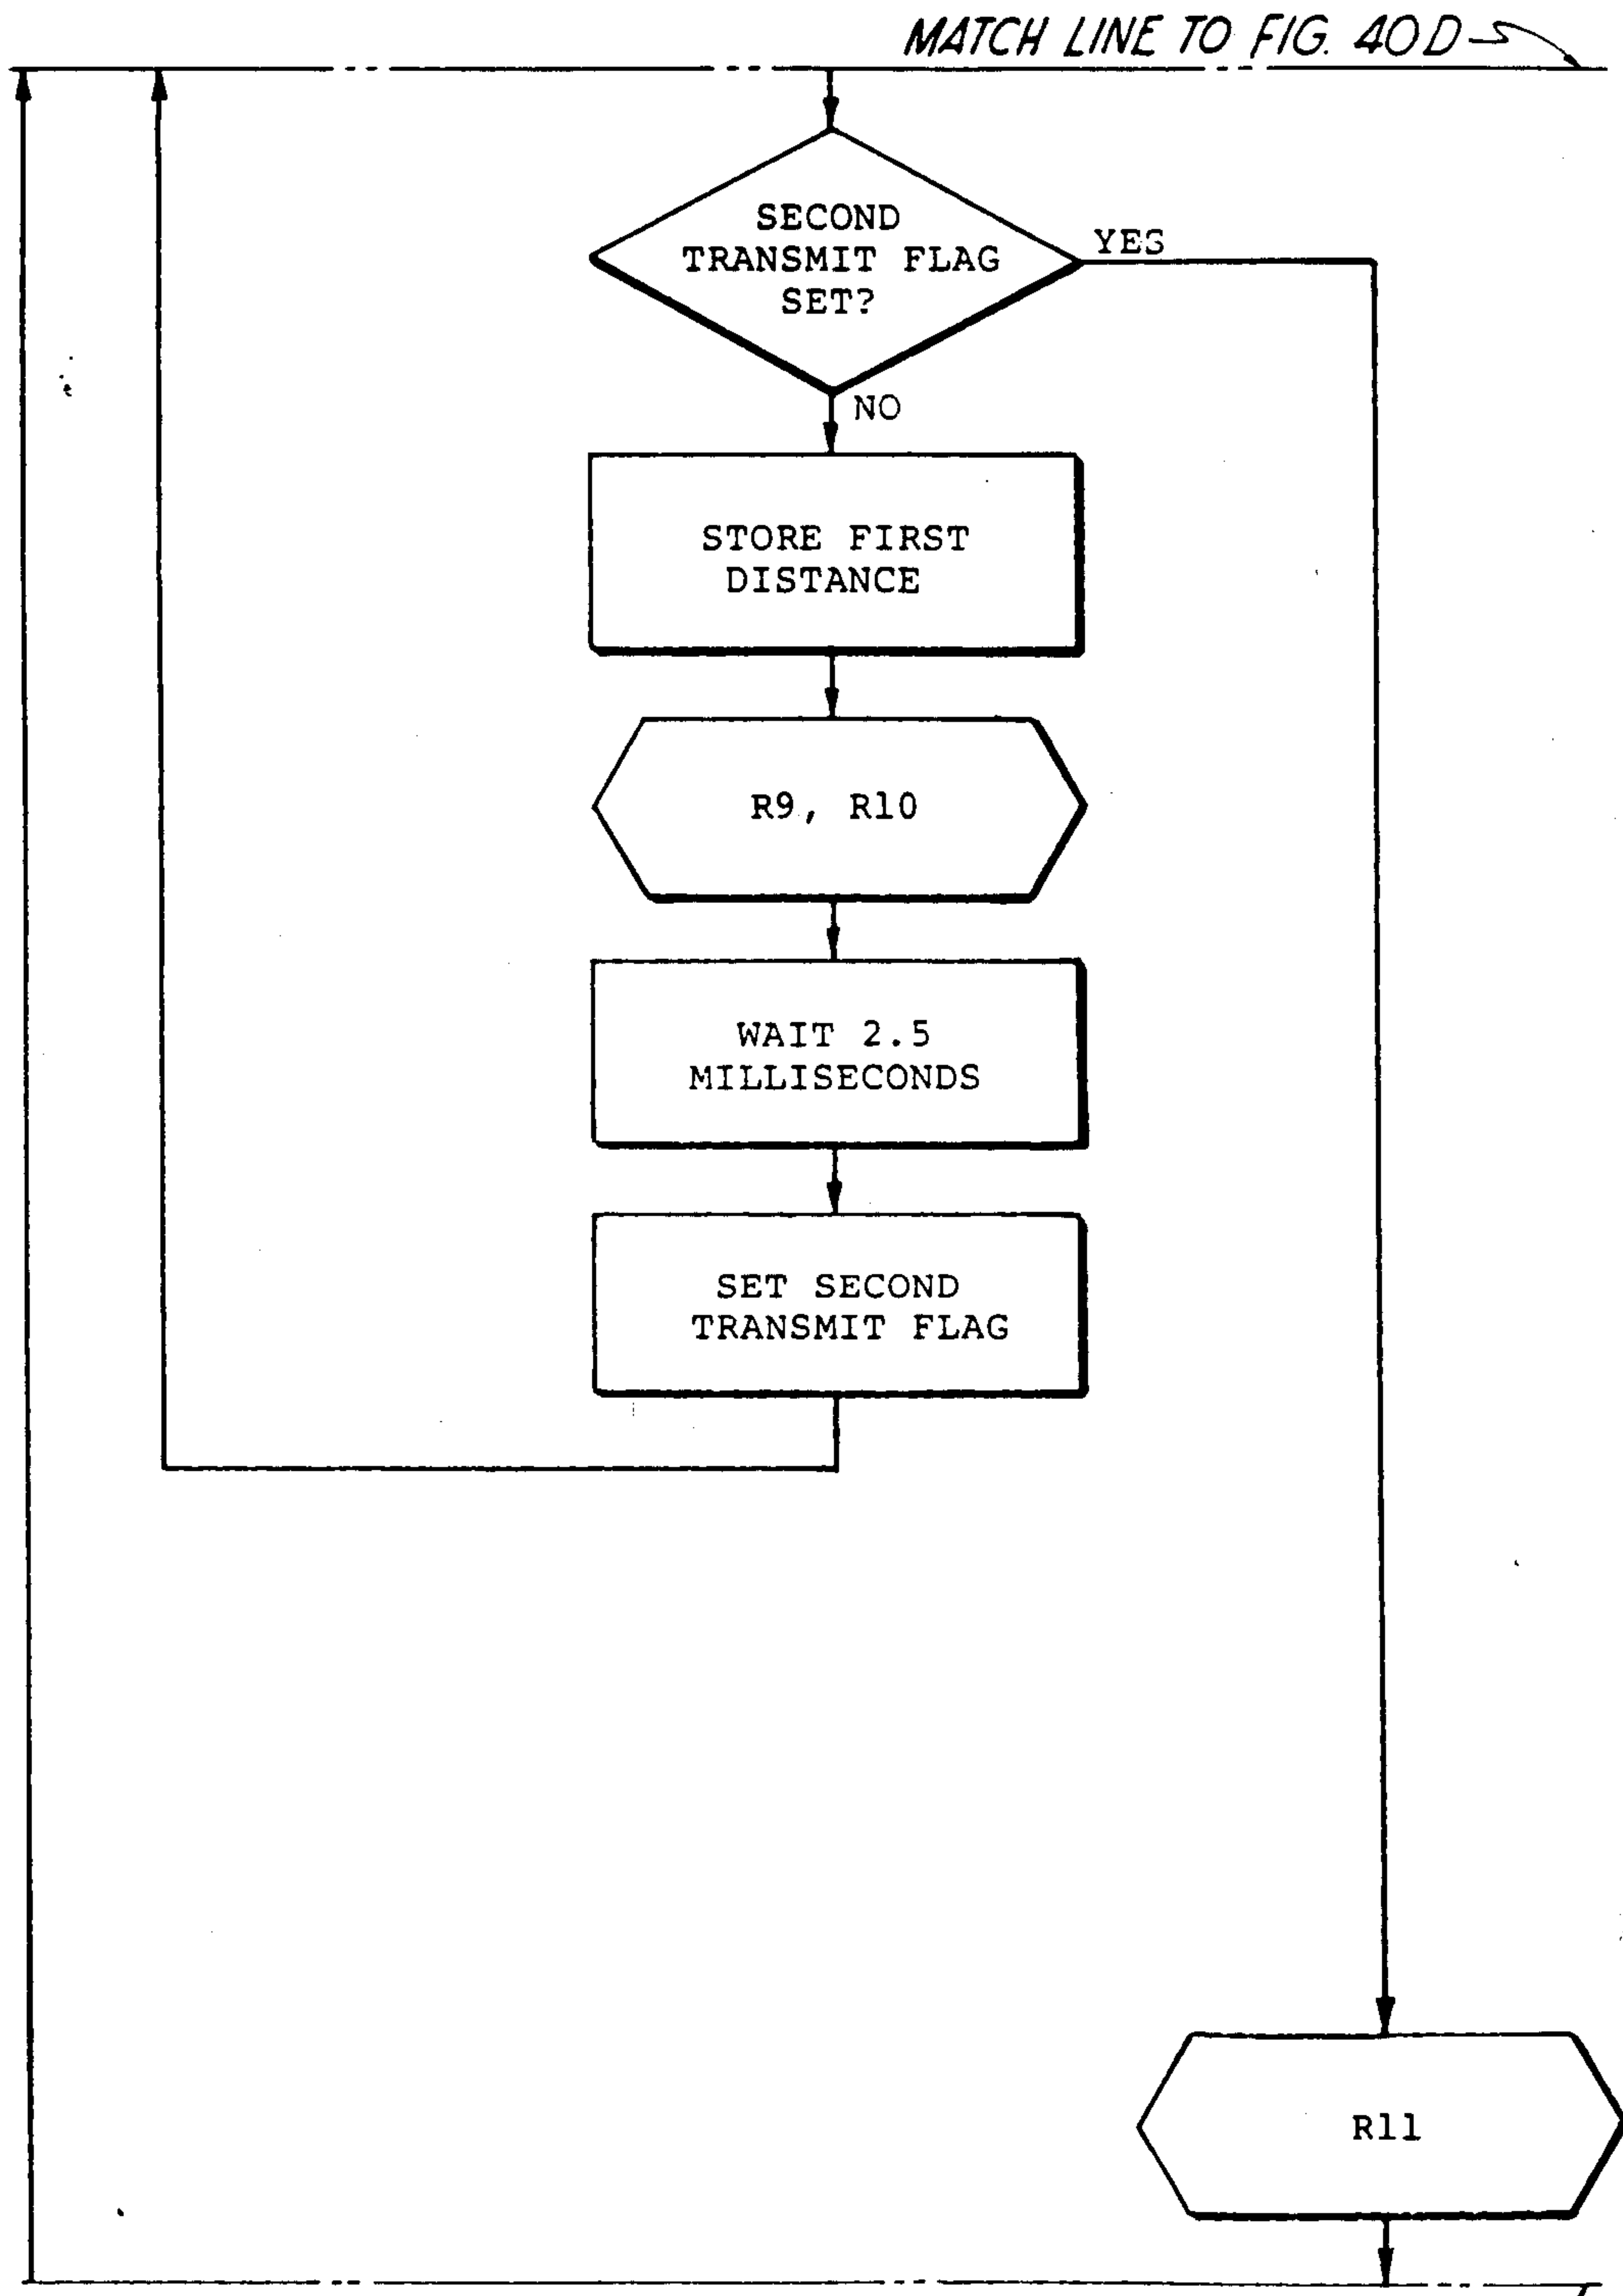 MATCH LINE TO FIG. 40D
SECOND
TRANSMIT FLAG
SET?
YES
NO
STORE FIRST
DISTANCE
R9, R10
WAIT 2.5
MILLISECONDS
SET SECOND
TRANSMIT FLAG
R11